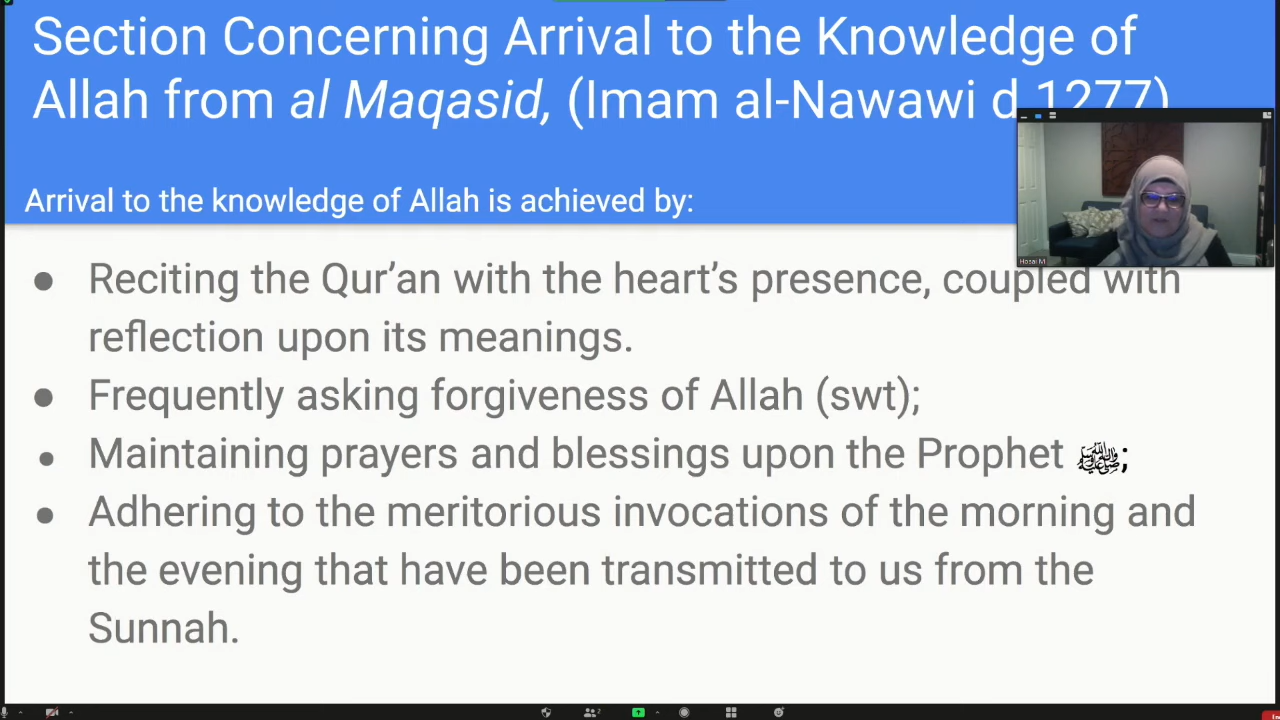 Section Concerning Arrival to the Knowledge of
Allah from al Maqasid, (Imam al-Nawawi d 1277)
Arrival to the knowledge of Allah is achieved by:
Hosai M
● Reciting the Qur’an with the heart’s presence, coupled with
reflection upon its meanings.
● Frequently asking forgiveness of Allah (swt);
● Maintaining prayers and blessings upon the Prophet ﷺ;
● Adhering to the meritorious invocations of the morning and
the evening that have been transmitted to us from the
Sunnah.